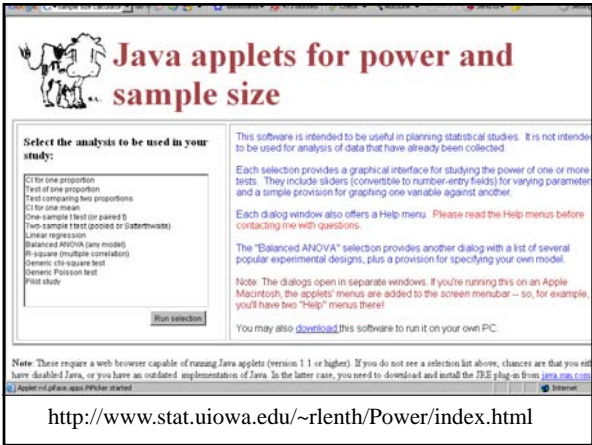 sample size calculator
Java applets for power and
sample size
Select the analysis to be used in your
study:
CI for one proportion
Test of one proportion
Test comparing two proportions
CI for one mean
One-sample t test (or paired t)
Two-sample t test (pooled or Satterthwaite)
Linear regression
Balanced ANOVA (any model)
R-square (multiple correlation)
Generic chi-square test
Generic Poisson test
Pilot study
Run selection
This software is intended to be useful in planning statistical studies. It is not intende
to be used for analysis of data that have already been collected.
Each selection provides a graphical interface for studying the power of one or more
tests. They include sliders (convertible to number-entry fields) for varying parameter
and a simple provision for graphing one variable against another.
Each dialog window also offers a Help menu. Please read the Help menus before
contacting me with questions.
The "Balanced ANOVA" selection provides another dialog with a list of several
popular experimental designs, plus a provision for specifying your own model.
Note: The dialogs open in separate windows. If you're running this on an Apple
Macintosh, the applets' menus are added to the screen menubar -- so, for example,
you'll have two "Help" menus there!
You may also download this software to run it on your own PC.
Note: These require a web browser capable of running Java applets (version 1.1 or higher). If you do not see a selection list above, chances are that you eith
have disabled Java, or you have an outdated implementation of Java. In the latter case, you need to download and install the JRE plug-in from java.sun.com
Applet rvl.piface.apps.PiPicker started
Internet
http://www.stat.uiowa.edu/~rlenth/Power/index.html